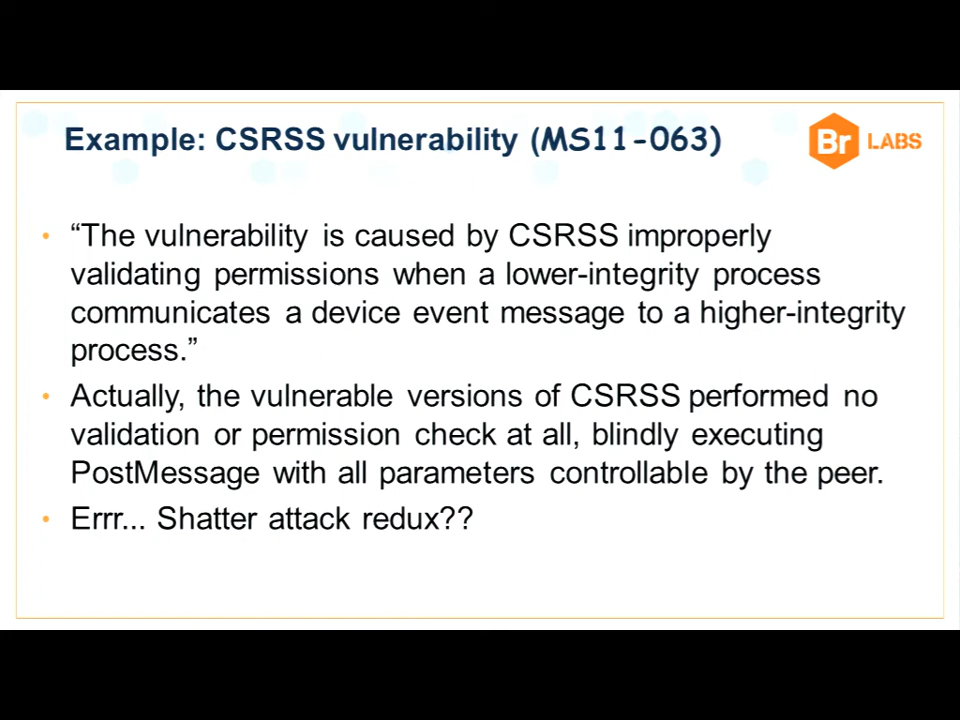 Example: CSRSS vulnerability (MS11-063)
Br LABS
• “The vulnerability is caused by CSRSS improperly
validating permissions when a lower-integrity process
communicates a device event message to a higher-integrity
process.”
• Actually, the vulnerable versions of CSRSS performed no
validation or permission check at all, blindly executing
PostMessage with all parameters controllable by the peer.
• Errr... Shatter attack redux??